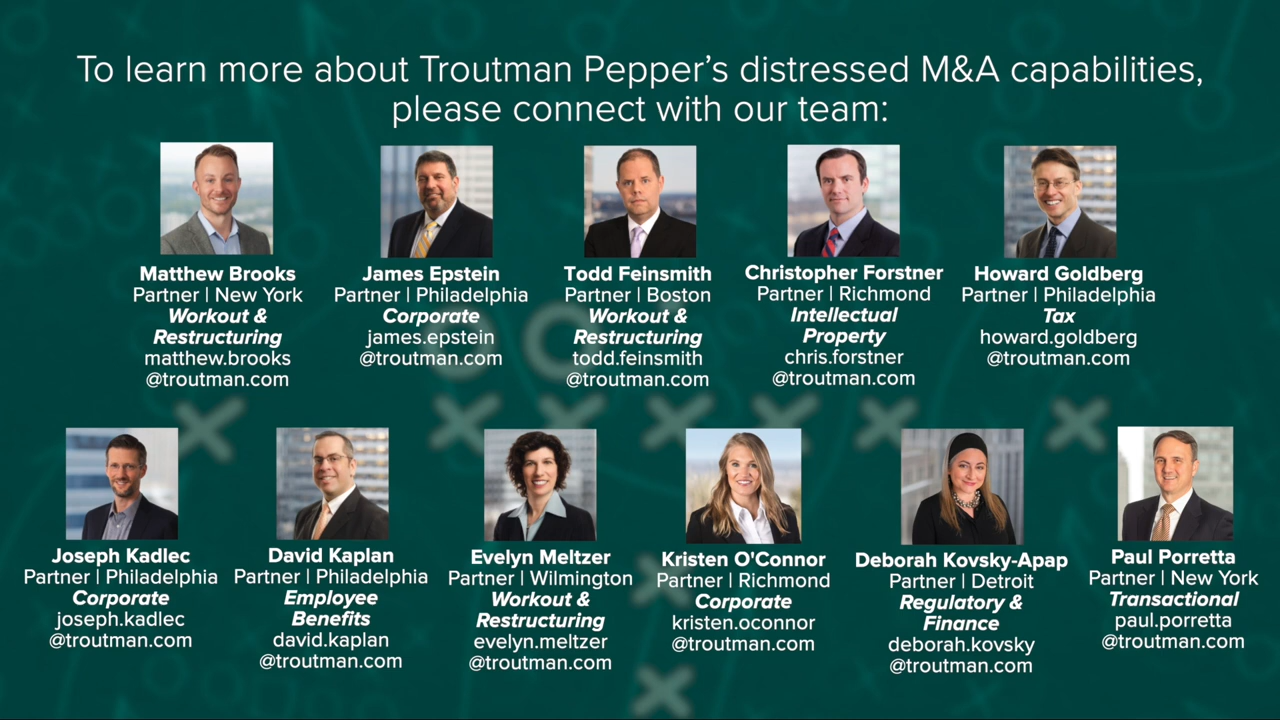 To learn more about Troutman Pepper's distressed M&A capabilities,
please connect with our team:
Matthew Brooks
Partner | New York
Workout &
Restructuring
matthew.brooks
@troutman.com
James Epstein
Partner | Philadelphia
Corporate
james.epstein
@troutman.com
Todd Feinsmith
Partner | Boston
Workout &
Restructuring
todd.feinsmith
@troutman.com
Christopher Forstner
Partner | Richmond
Intellectual
Property
chris.forstner
@troutman.com
Howard Goldberg
Partner | Philadelphia
Tax
howard.goldberg
@troutman.com
Joseph Kadlec
Partner | Philadelphia
Corporate
joseph.kadlec
@troutman.com
David Kaplan
Partner | Philadelphia
Employee
Benefits
david.kaplan
@troutman.com
Evelyn Meltzer
Partner | Wilmington
Workout &
Restructuring
evelyn.meltzer
@troutman.com
Kristen O'Connor
Partner | Richmond
Corporate
kristen.oconnor
@troutman.com
Deborah Kovsky-Apap
Partner | Detroit
Regulatory &
Finance
deborah.kovsky
@troutman.com
Paul Porretta
Partner | New York
Transactional
paul.porretta
@troutman.com